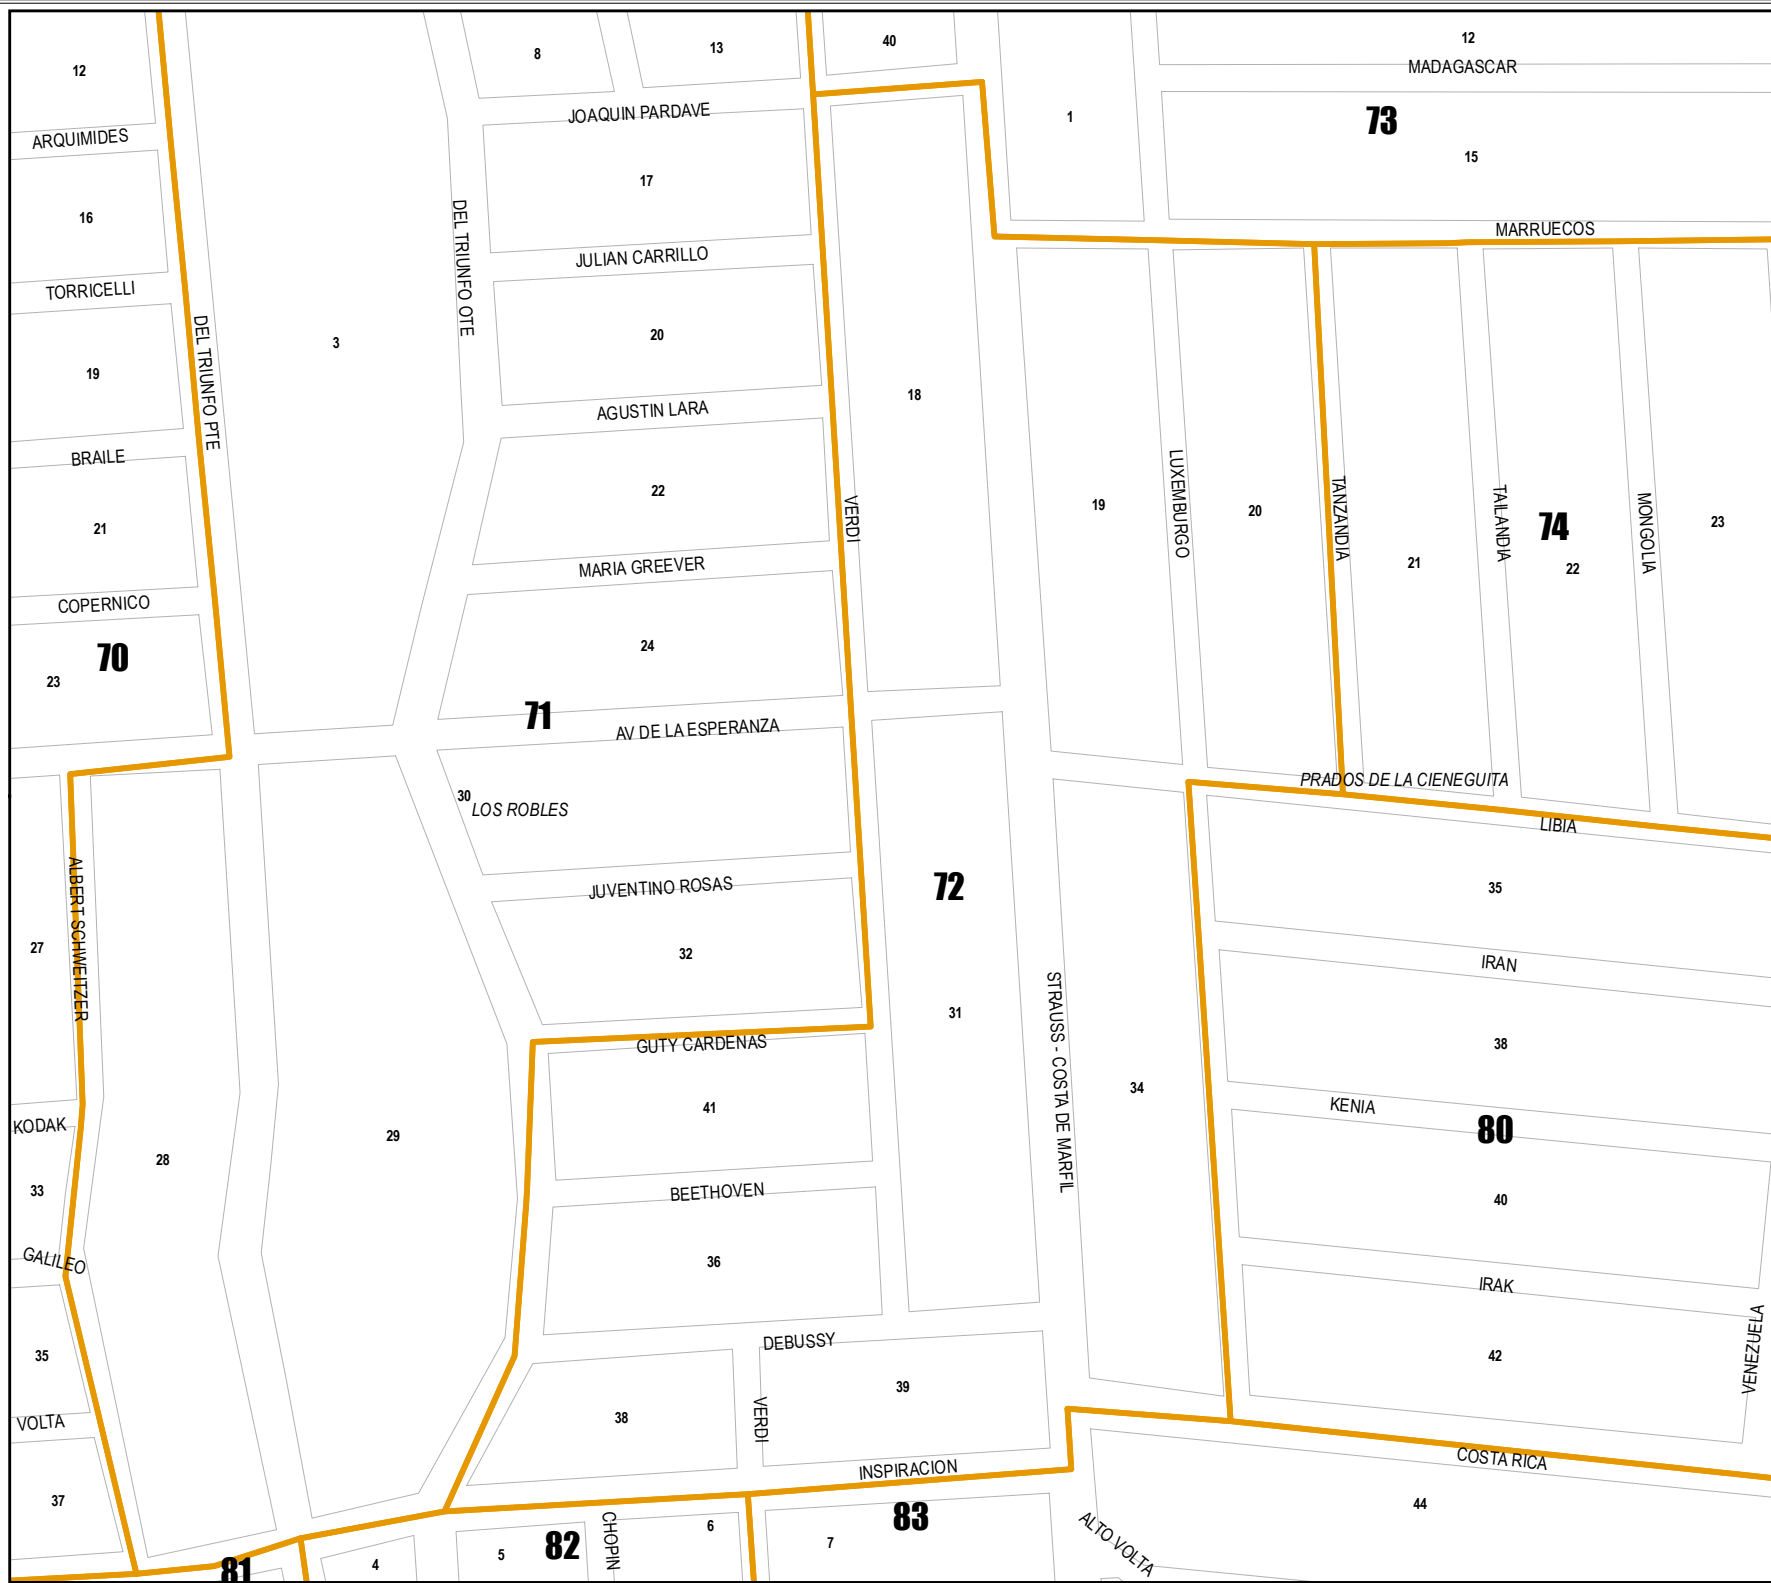 12
8
13
40
12
MADAGASCAR
ARQUIMIDES
JOAQUIN PARDAVE
1
73
15
17
16
DEL TRIUNFO OTE
MARRUECOS
JULIAN CARRILLO
TORRICELLI
DEL TRIUNFO PTE
3
20
19
18
AGUSTIN LARA
BRAILE
22
VERDI
19
LUXEMBURGO
20
TANZANDIA
21
TAILANDIA
74
22
MONGOLIA
23
21
MARIA GREEVER
COPERNICO
24
70
23
71
AV DE LA ESPERANZA
PRADOS DE LA CIENEGUITA
30
LOS ROBLES
LIBIA
72
35
JUVENTINO ROSAS
ALBERT SCHWEITZER
27
32
IRAN
31
STRAUSS - COSTA DE MARFIL
GUTY CARDENAS
38
34
KENIA
41
KODAK
80
29
28
33
BEETHOVEN
40
GALILEO
36
IRAK
DEBUSSY
VENEZUELA
35
42
39
38
VERDI
VOLTA
COSTA RICA
INSPIRACION
37
44
83
6
CHOPIN
82
7
ALTO VOLTA
5
4
81